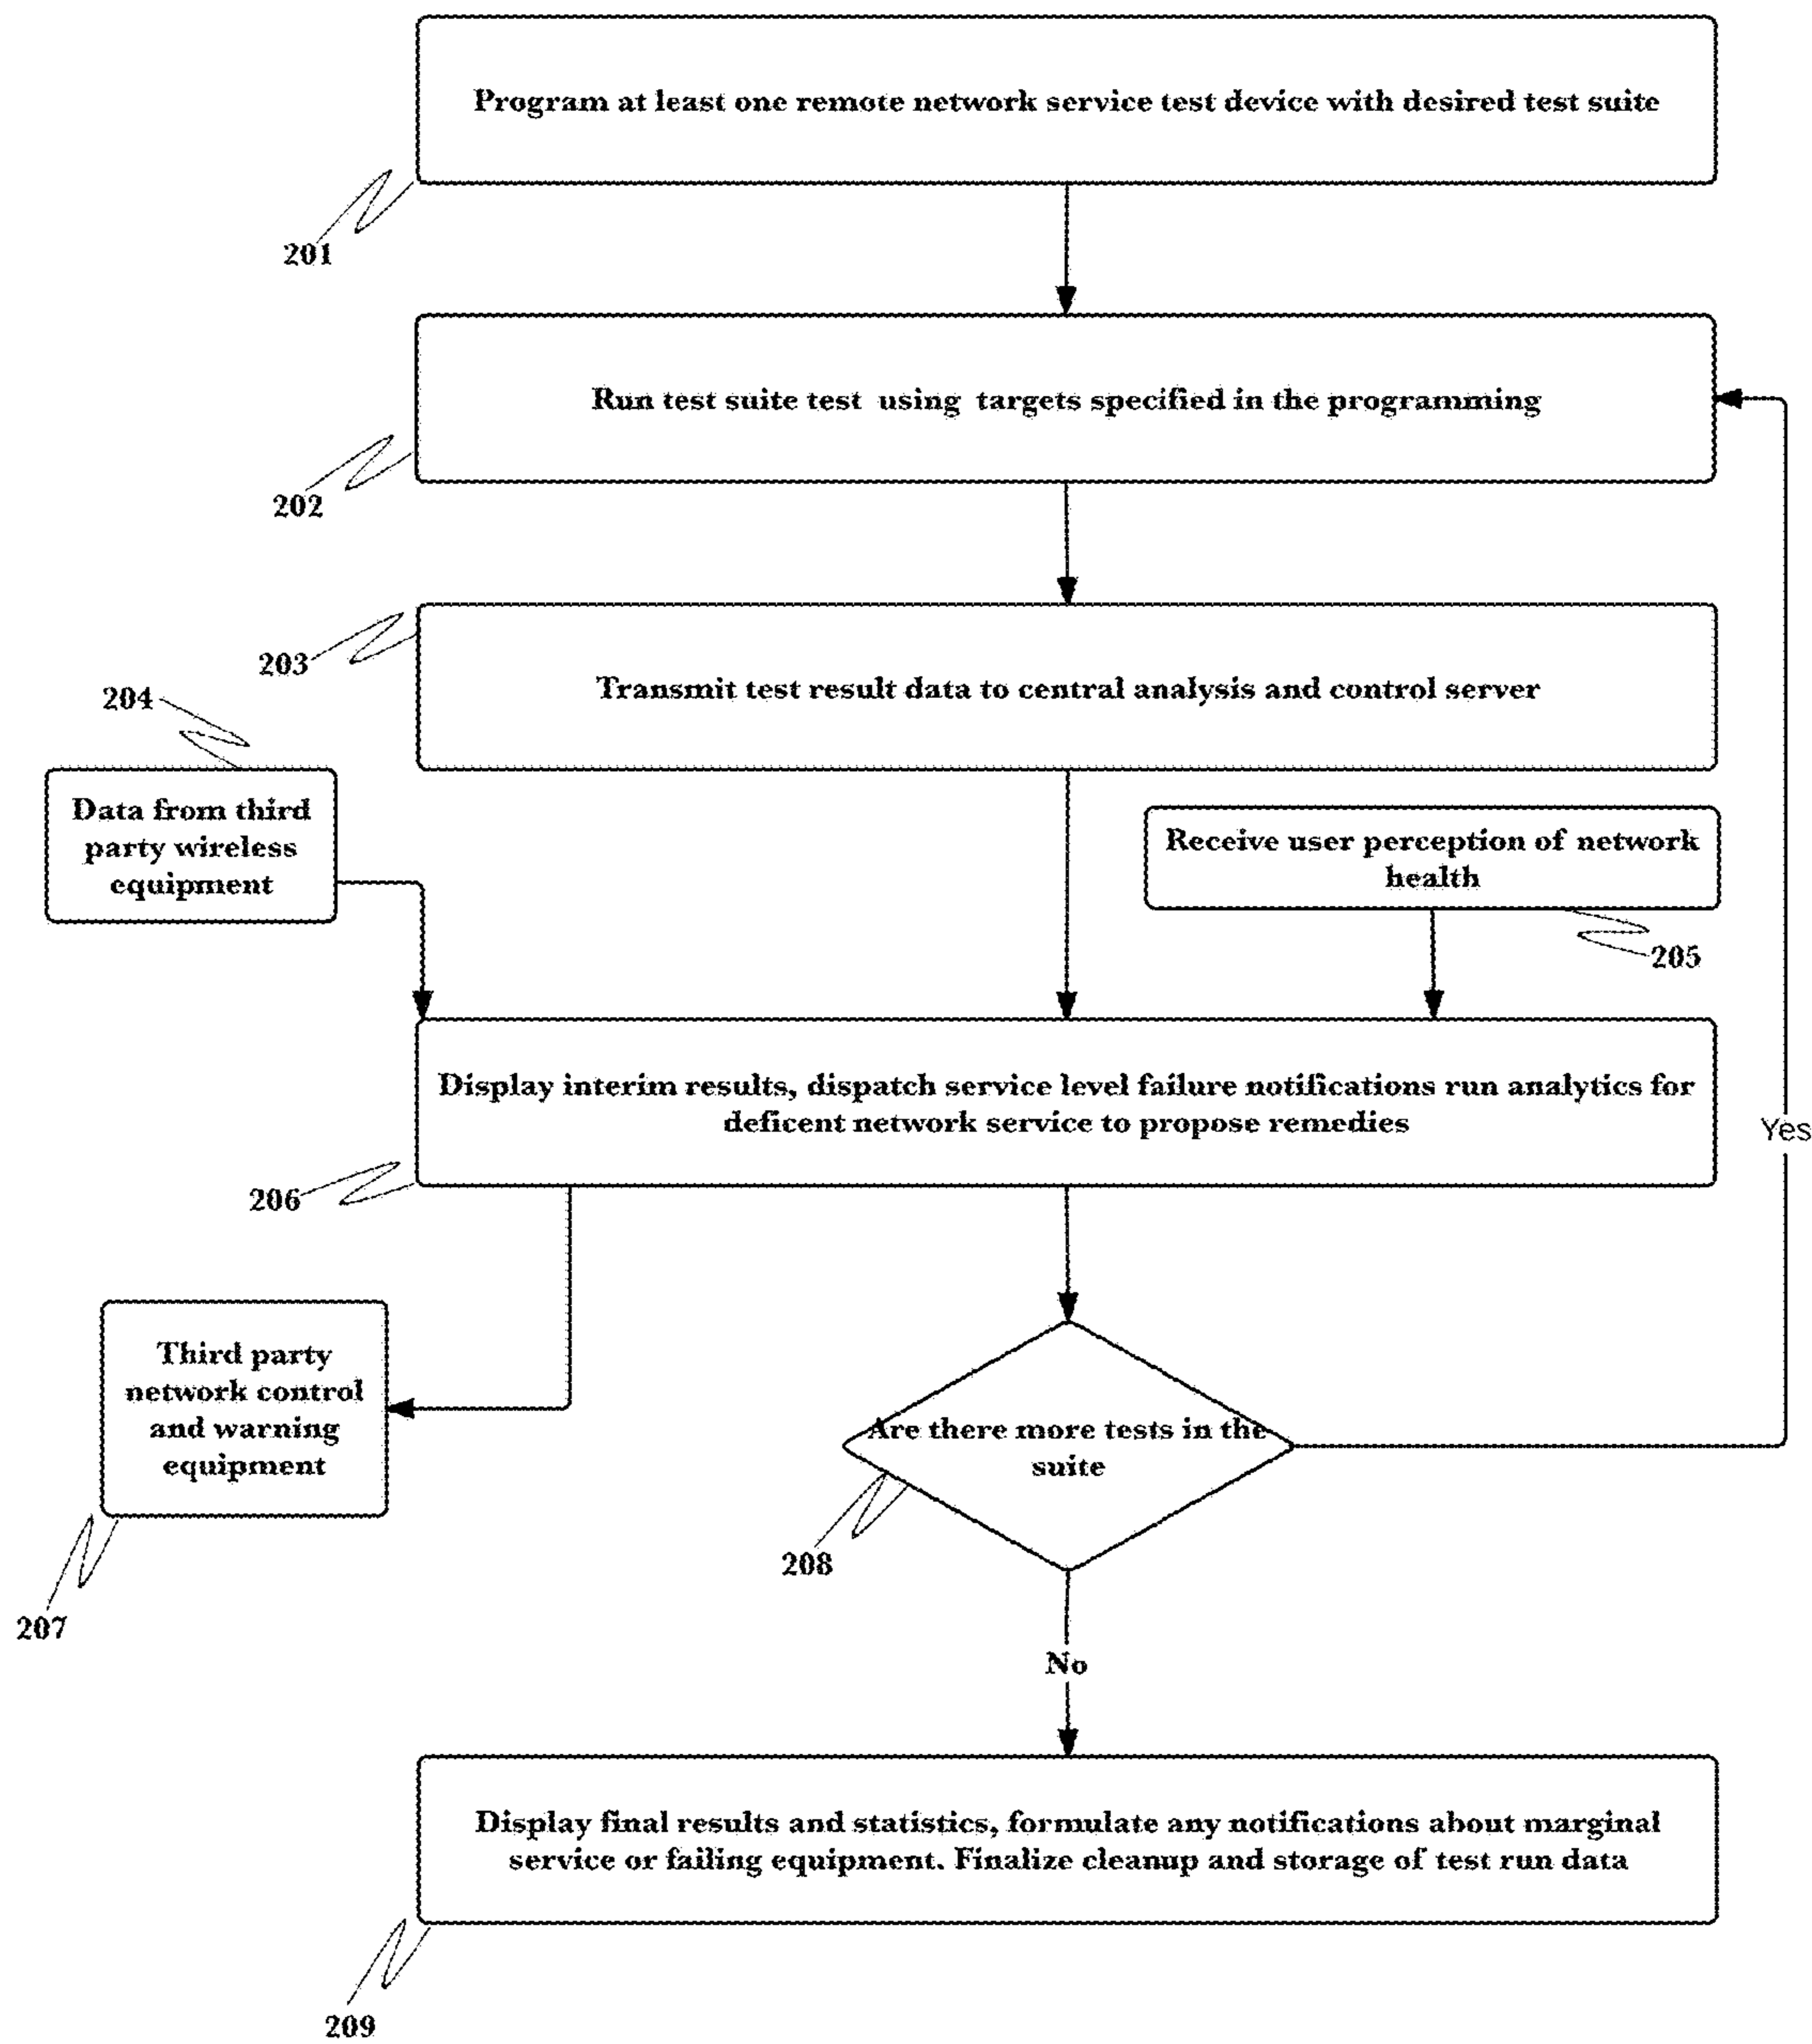 Program at least one remote network service test device with desired test suite
201
Run test suite test using targets specified in the programming
202
203
Transmit test result data to central analysis and control server
204
Data from third
party wireless
equipment
Receive user perception of network
health
205
Display interim results, dispatch service level failure notifications run analytics for
deficent network service to propose remedies
Yes
206
Third party
network control
and warning
equipment
Are there more tests in the
suite
208
207
No
Display final results and statistics, formulate any notifications about marginal
service or failing equipment. Finalize cleanup and storage of test run data
209